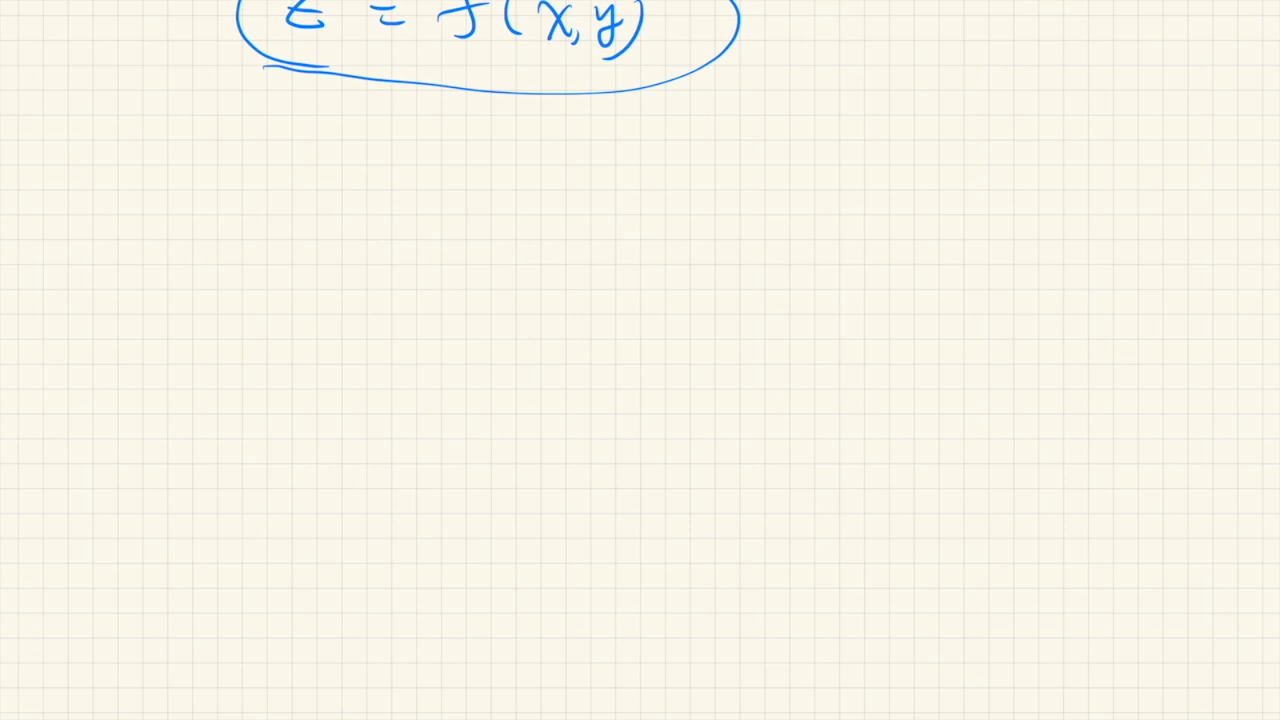 z = f(x,y)